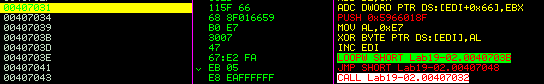 00407031 115F 66 ADC DWORD PTR DS:[EDI+0x66],EBX
00407034 68 8F016659 PUSH 0x5966018F
00407039 B0 E7 MOV AL,0xE7
0040703B 3007 XOR BYTE PTR DS:[EDI],AL
0040703D 47 INC EDI
0040703E 67:E2 FA LOOPW SHORT Lab19-02.0040703B
00407041 EB 05 JMP SHORT Lab19-02.00407048
00407043 E8 EAFFFFFF CALL Lab19-02.00407032